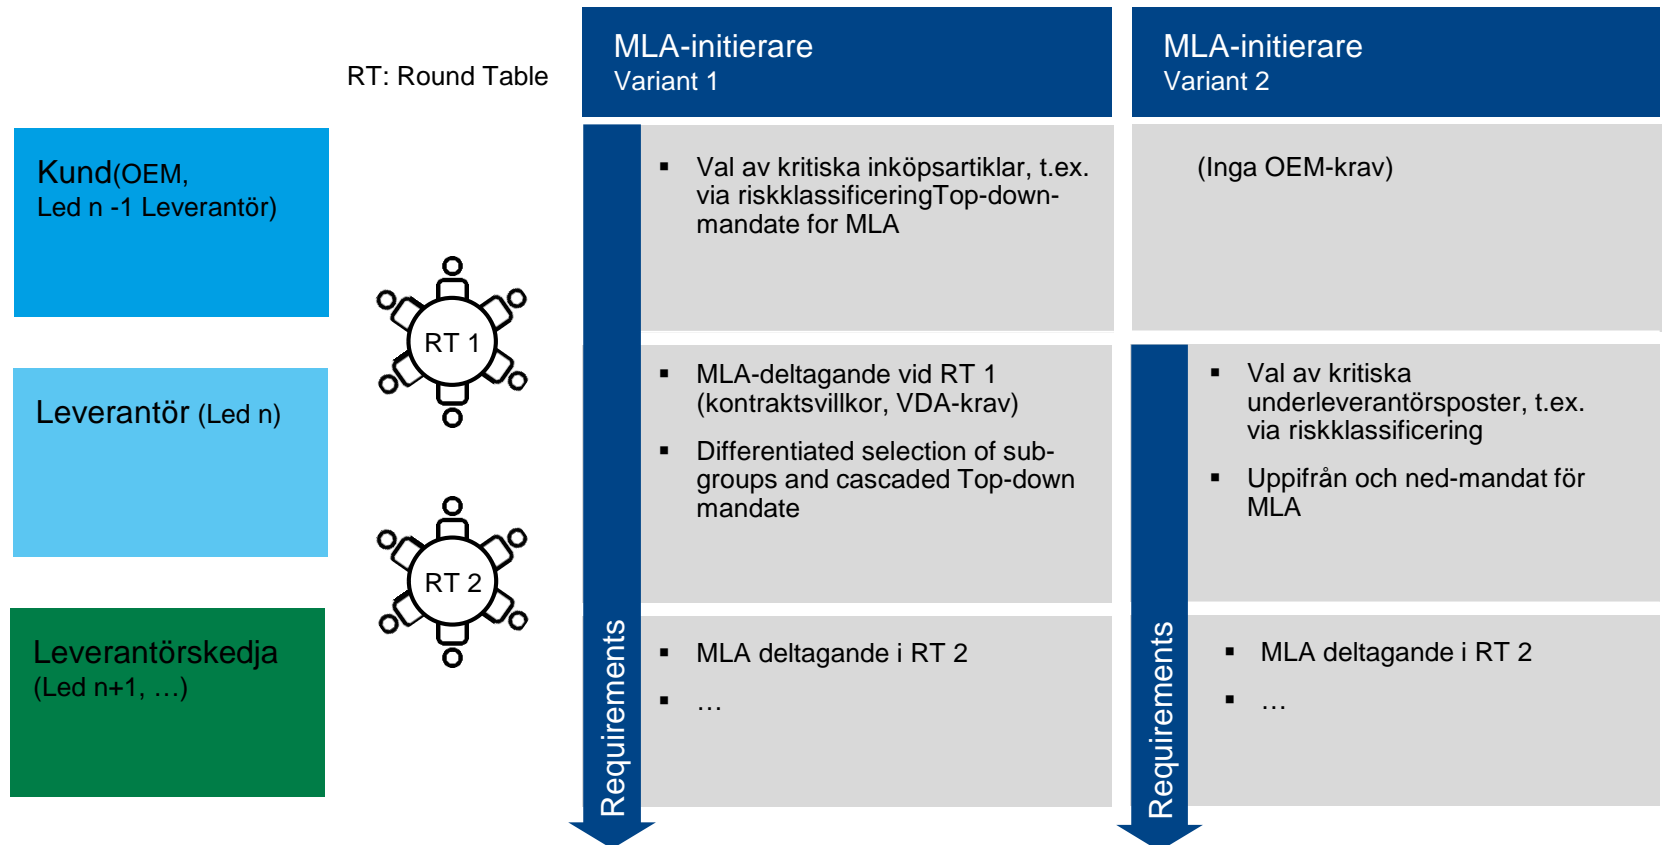 RT: Round Table
MLA-initierare
Variant 1
MLA-initierare
Variant 2
Kund(OEM,
Led n -1 Leverantör)
▪ Val av kritiska inköpsartiklar, t.ex.
via riskklassificeringTop-down-
mandate for MLA
(Inga OEM-krav)
RT 1
Leverantör (Led n)
▪ MLA-deltagande vid RT 1
(kontraktsvillkor, VDA-krav)
▪ Differentiated selection of sub-
groups and cascaded Top-down
mandate
▪ Val av kritiska
underleverantörsposter, t.ex.
via riskklassificering
▪ Uppifrån och ned-mandat för
MLA
RT 2
Leverantörskedja
(Led n+1, …)
▪ MLA deltagande i RT 2
▪ …
▪ MLA deltagande i RT 2
▪ …
Requirements
Requirements